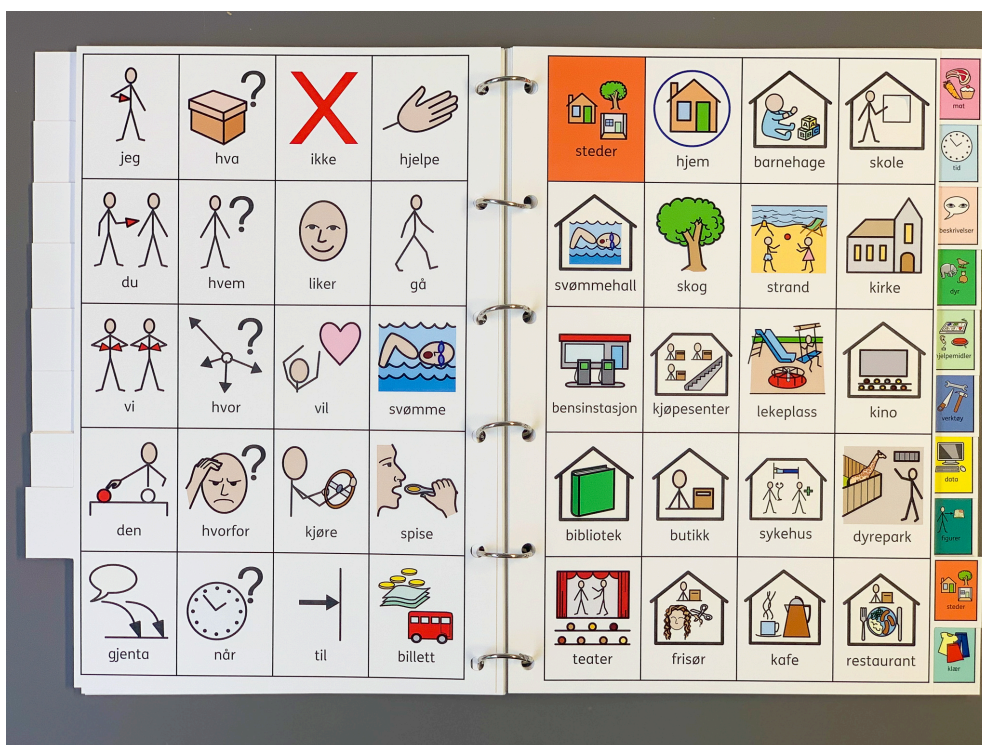 jeg
hva
ikke
hjelpe
du
hvem
liker
gå
vi
hvor
vil
svømme
den
hvorfor
kjøre
spise
gjenta
når
til
billett
steder
hjem
barnehage
skole
svømmehall
skog
strand
kirke
bensinstasjon
kjøpesenter
lekeplass
kino
bibliotek
butikk
sykehus
dyrepark
teater
frisør
kafe
restaurant
mat
tid
beskrivelser
dyr
hjelpemidler
verktøy
data
figurer
steder
klær